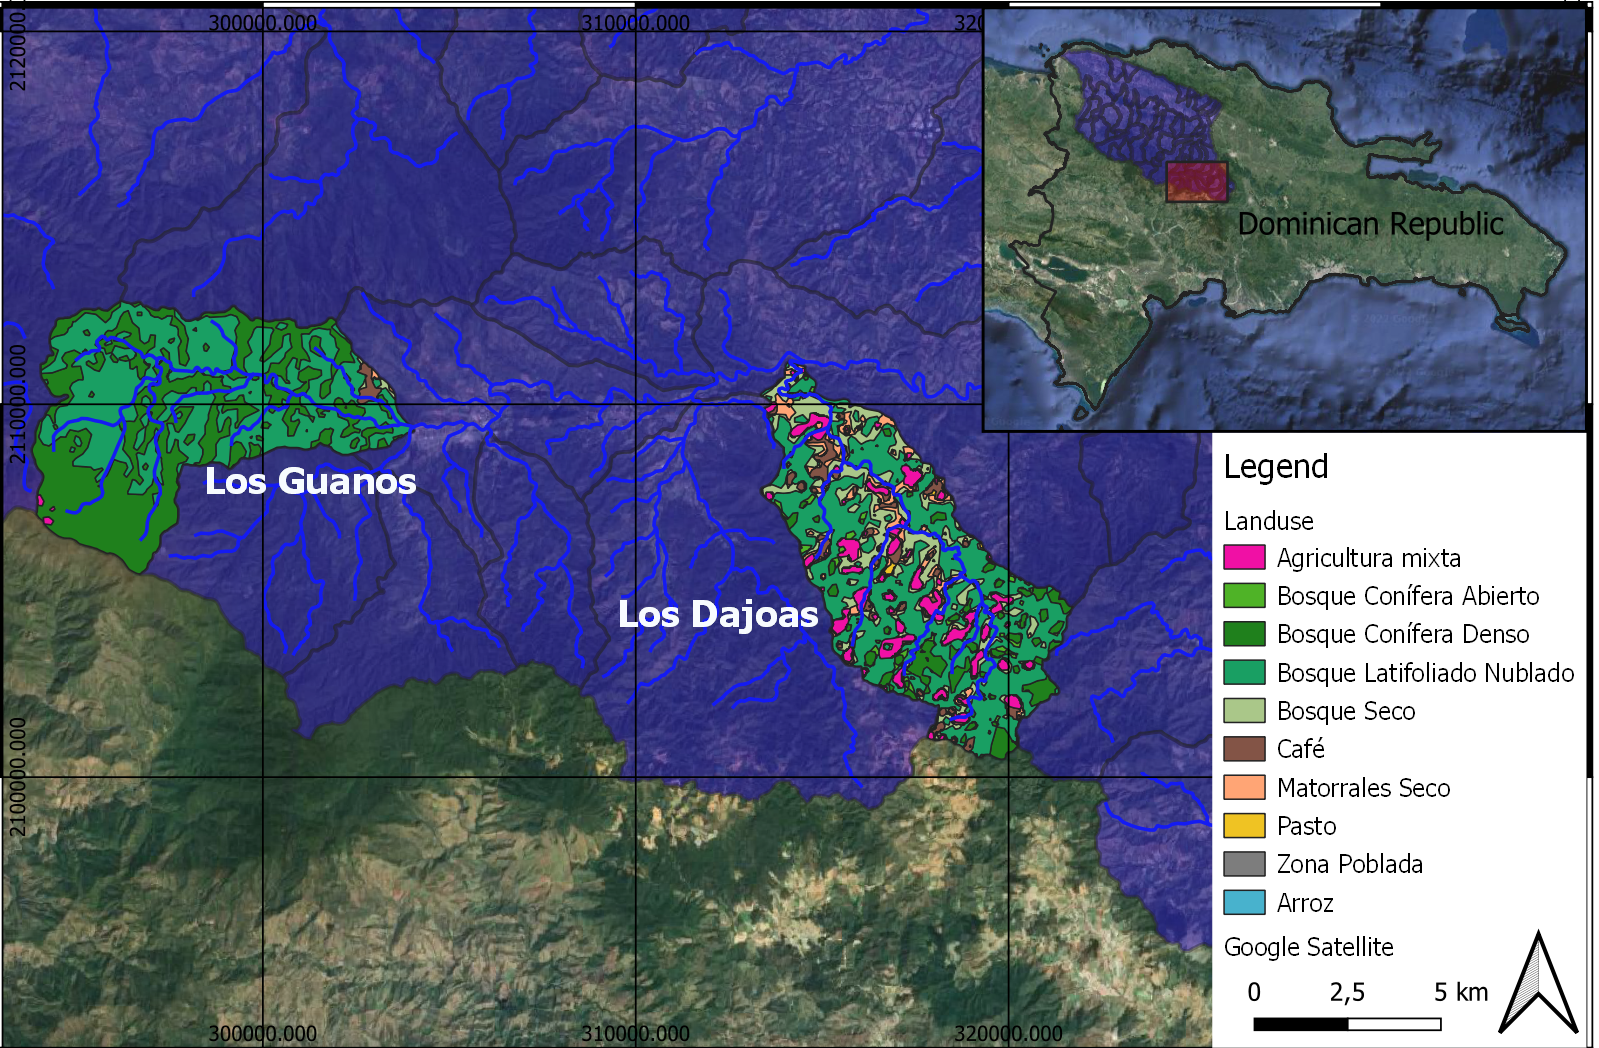 300000.000
310000.000
320
2120000.
2110000.000
2100000.000
Dominican Republic
Los Guanos
Los Dajoas
Legend
Landuse
Agricultura mixta
Bosque Conífera Abierto
Bosque Conífera Denso
Bosque Latifoliado Nublado
Bosque Seco
Café
Matorrales Seco
Pasto
Zona Poblada
Arroz
Google Satellite
0 2,5 5 km
300000.000
310000.000
320000.000